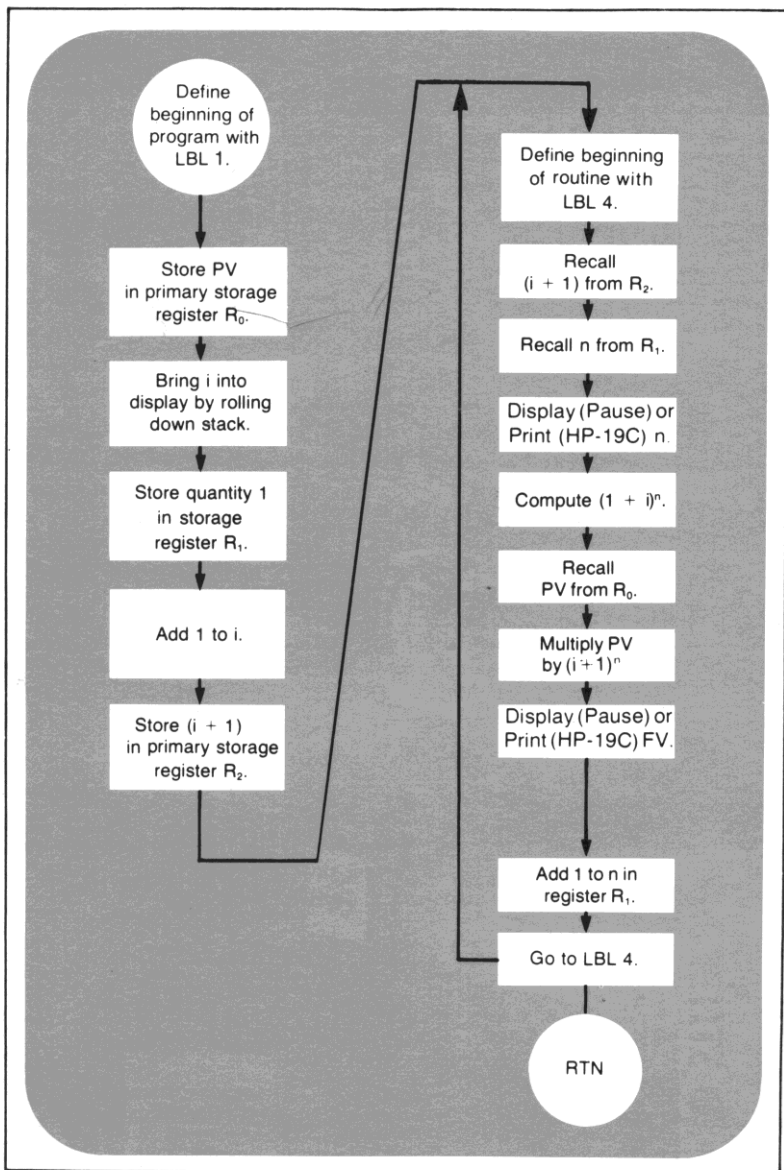 Define
beginning of
program with
LBL 1.
Store PV
in primary storage
register R₀.
Bring i into
display by rolling
down stack.
Store quantity 1
in storage
register R₁.
Add 1 to i.
Store (i + 1)
in primary storage
register R₂.
Define beginning
of routine with
LBL 4.
Recall
(i + 1) from R₂.
Recall n from R₁.
Display (Pause) or
Print (HP-19C) n.
Compute (1 + i)ⁿ.
Recall
PV from R₀.
Multiply PV
by (i + 1)ⁿ
Display (Pause) or
Print (HP-19C) FV.
Add 1 to n in
register R₁.
Go to LBL 4.
RTN